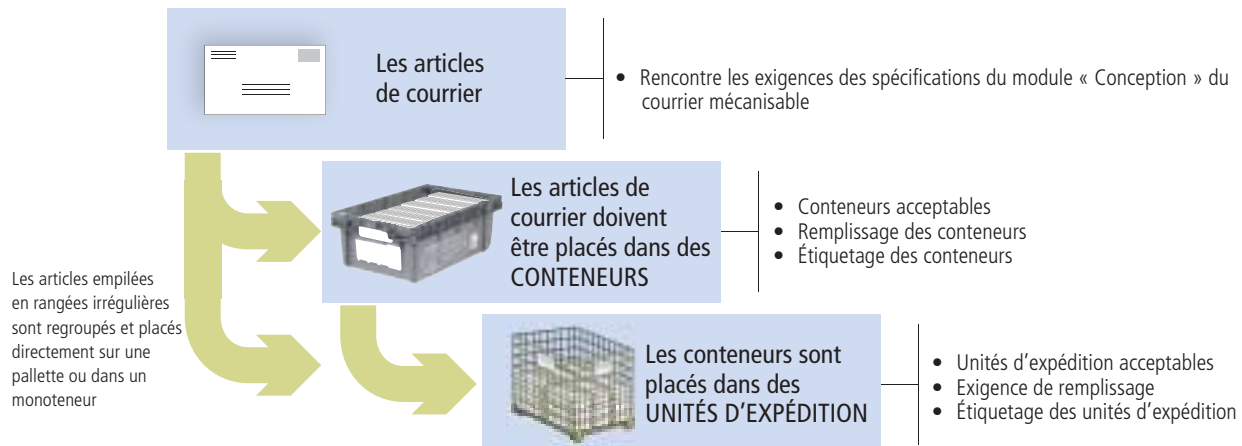 Les articles
de courrier
• Rencontre les exigences des spécifications du module « Conception » du
courrier mécanisable
Les articles de
courrier doivent
être placés dans des
CONTENEURS
• Conteneurs acceptables
• Remplissage des conteneurs
• Étiquetage des conteneurs
Les articles empilées
en rangées irrégulières
sont regroupés et placés
directement sur une
pallette ou dans un
monoteneur
Les conteneurs sont
placés dans des
UNITÉS D'EXPÉDITION
• Unités d'expédition acceptables
• Exigence de remplissage
• Étiquetage des unités d'expédition